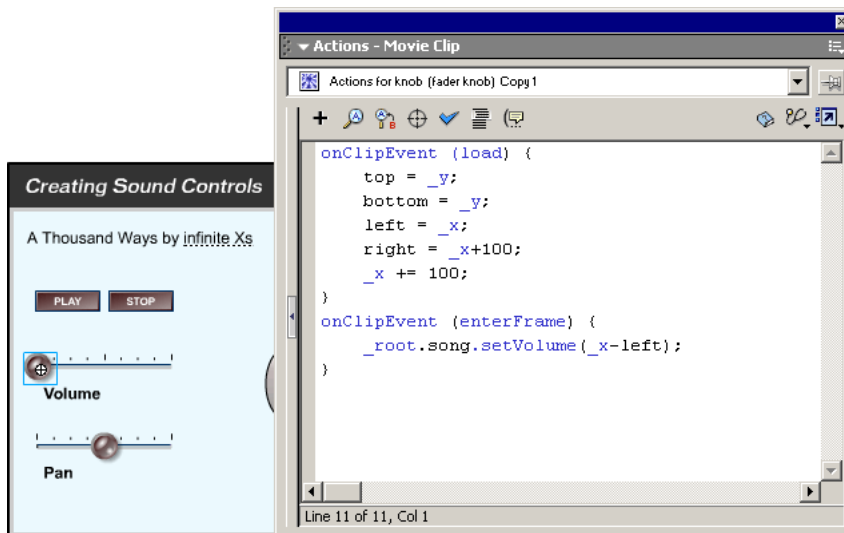 Actions - Movie Clip
Actions for knob (fader knob) Copy1
onClipEvent (load) {
top = _y;
bottom = _y;
left = _x;
right = _x+100;
_x += 100;
}
onClipEvent (enterFrame) {
_root.song.setVolume(_x-left);
}
Line 11 of 11, Col 1
Creating Sound Controls
A Thousand Ways by infinite Xs
PLAY STOP
Volume
Pan